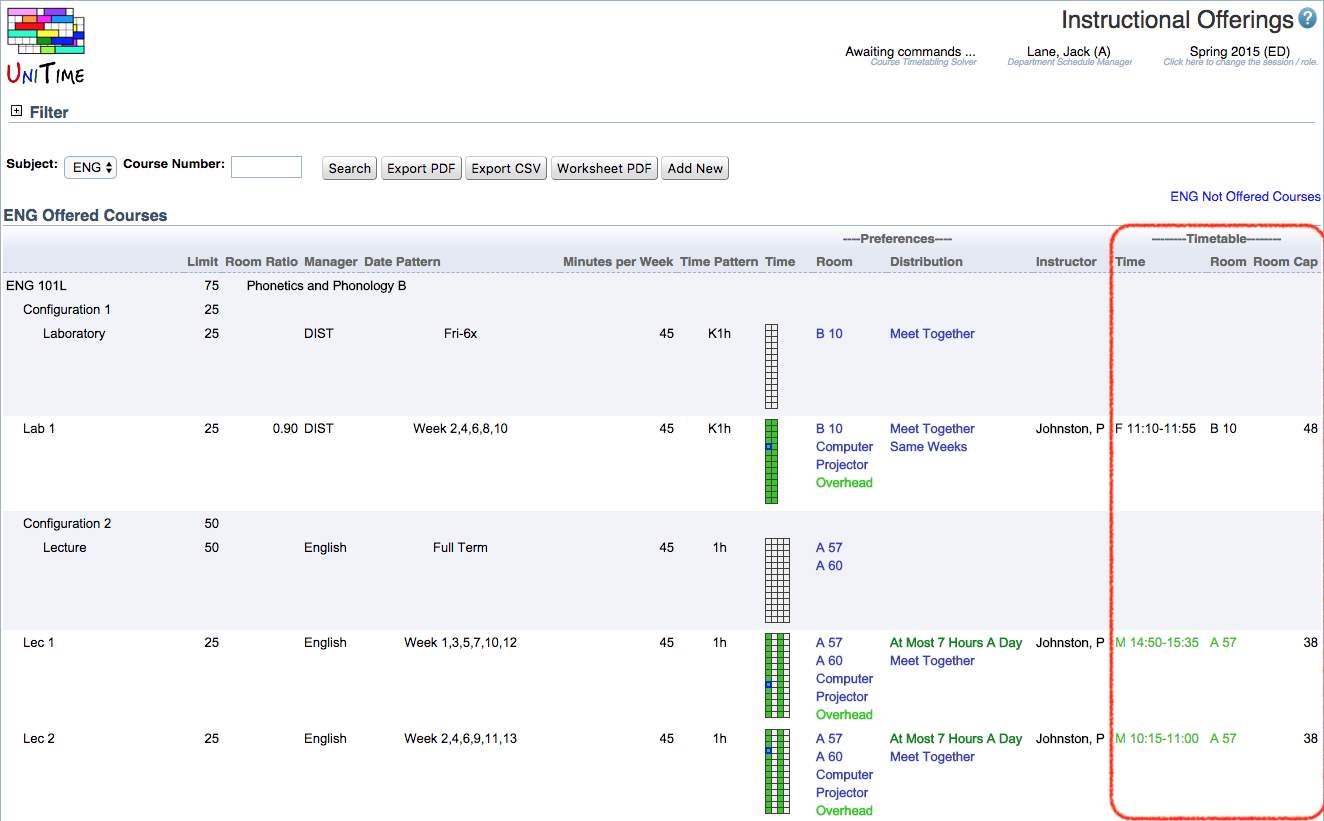 Instructional Offerings ?
UNITIME
Awaiting commands ... Lane, Jack (A) Spring 2015 (ED)
Course Timetabling Solver Department Schedule Manager Click here to change the session / role.
Filter
Subject: ENG Course Number: Search Export PDF Export CSV Worksheet PDF Add New
ENG Not Offered Courses
ENG Offered Courses
----Preferences---- --------Timetable--------
Limit Room Ratio Manager Date Pattern Minutes per Week Time Pattern Time Room Distribution Instructor Time Room Room Cap
ENG 101L 75 Phonetics and Phonology B
Configuration 1 25
Laboratory 25 DIST Fri-6x 45 K1h B 10 Meet Together
Lab 1 25 0.90 DIST Week 2,4,6,8,10 45 K1h B 10 Meet Together Johnston, P F 11:10-11:55 B 10 48
Computer Same Weeks
Projector
Overhead
Configuration 2 50
Lecture 50 English Full Term 45 1h A 57
A 60
Lec 1 25 English Week 1,3,5,7,10,12 45 1h A 57 At Most 7 Hours A Day Johnston, P M 14:50-15:35 A 57 38
A 60 Meet Together
Computer
Projector
Overhead
Lec 2 25 English Week 2,4,6,9,11,13 45 1h A 57 At Most 7 Hours A Day Johnston, P M 10:15-11:00 A 57 38
A 60 Meet Together
Computer
Projector
Overhead